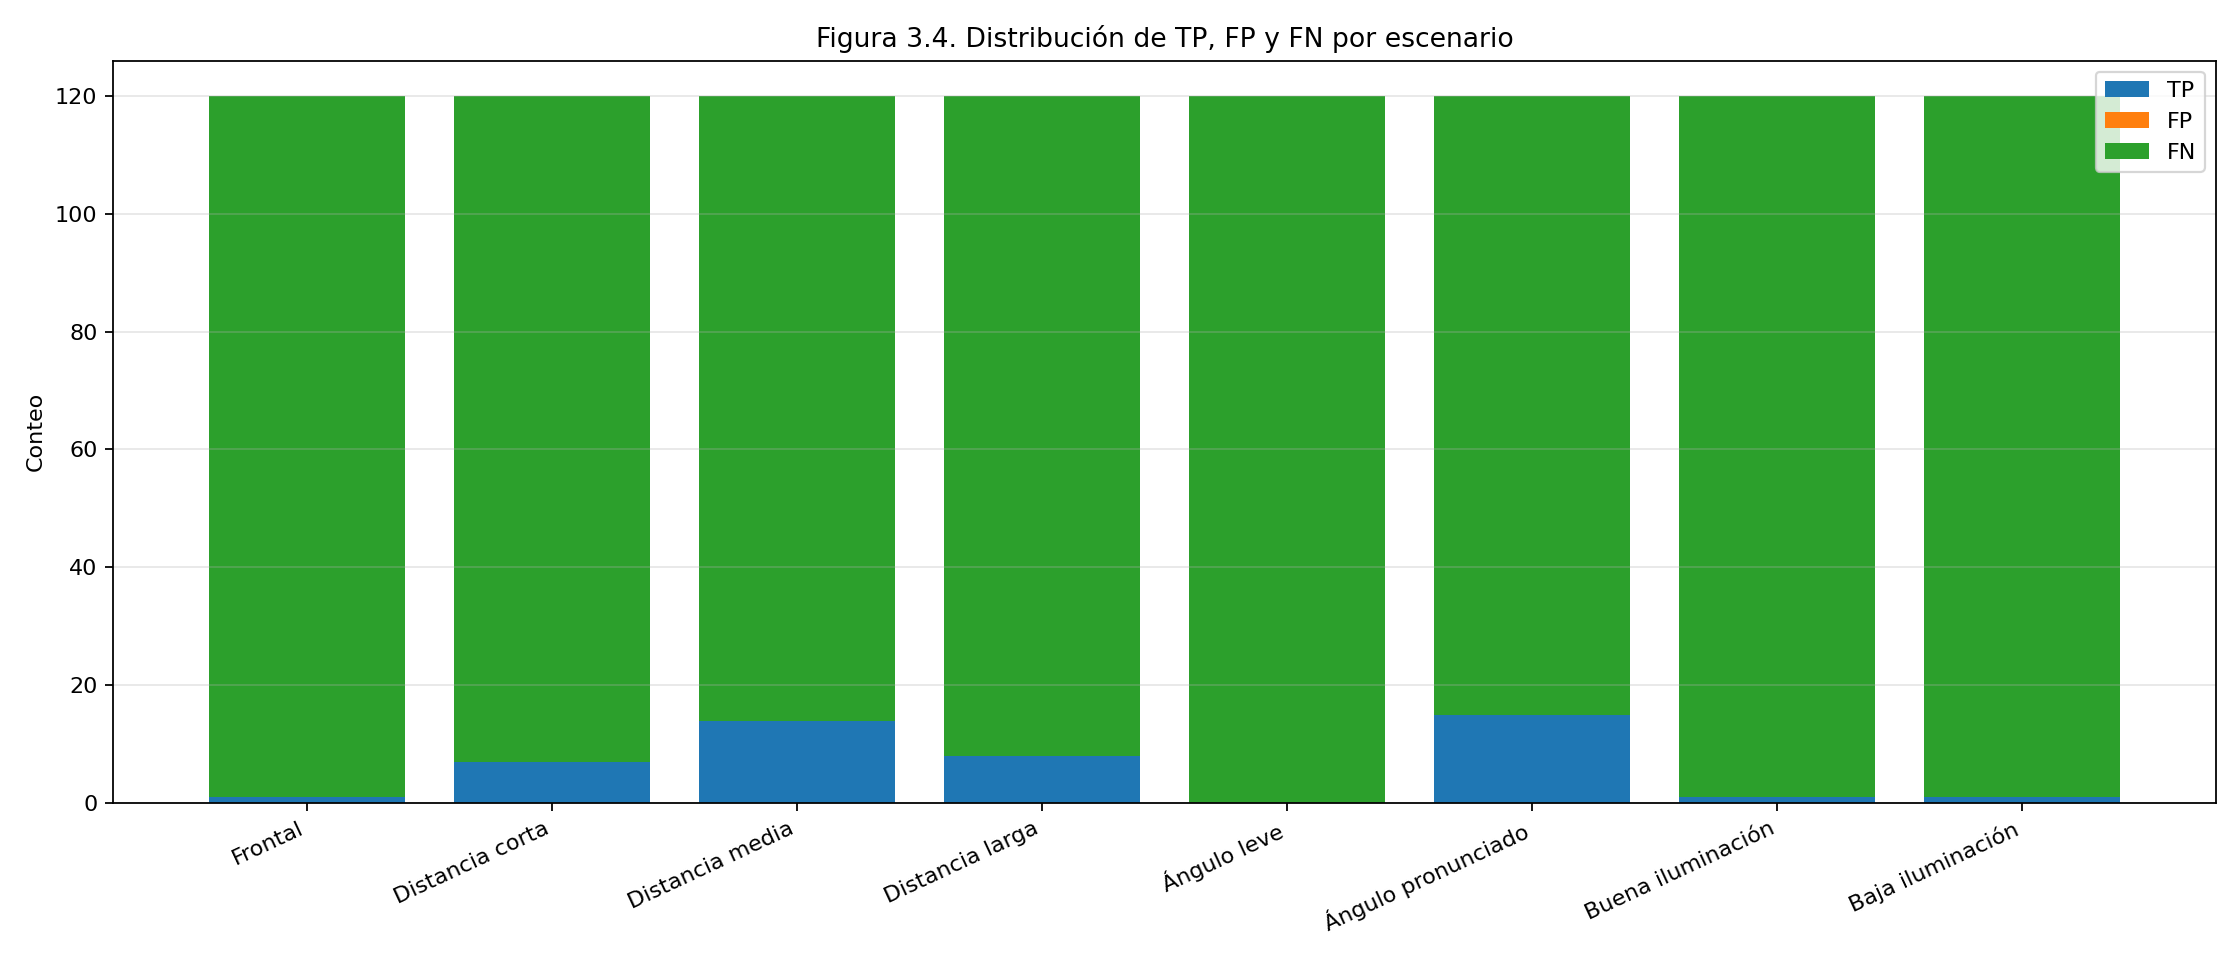 Figura 3.4. Distribución de TP, FP y FN por escenario
TP
FP
FN
120
100
80
60
40
20
0
Conteo
Frontal
Distancia corta
Distancia media
Distancia larga
Ángulo leve
Ángulo pronunciado
Buena iluminación
Baja iluminación